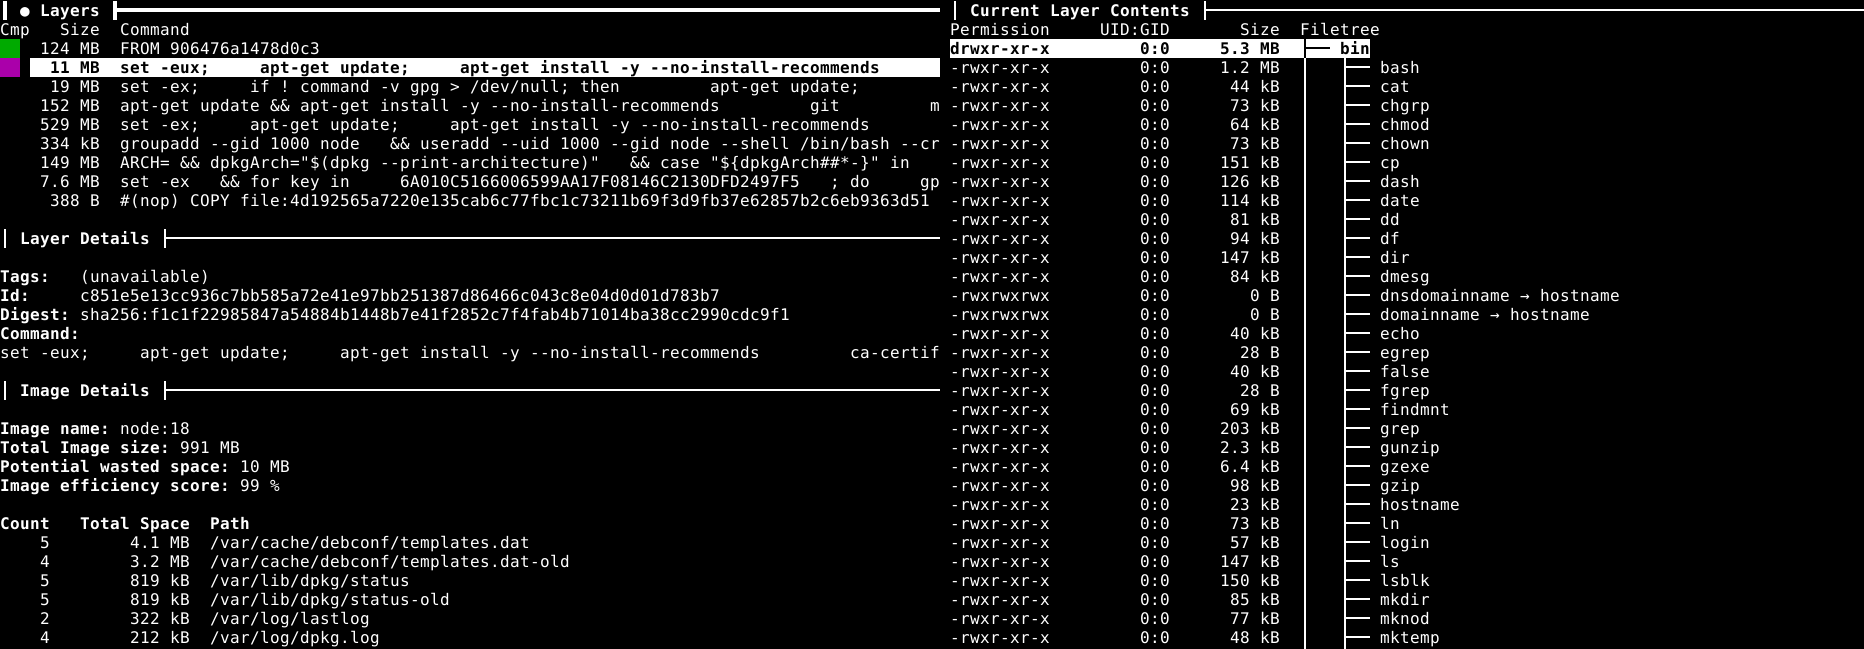 ● Layers
Cmp Size Command
124 MB FROM 906476a1478d0c3
11 MB set -eux; apt-get update; apt-get install -y --no-install-recommends
19 MB set -ex; if ! command -v gpg > /dev/null; then apt-get update;
152 MB apt-get update && apt-get install -y --no-install-recommends git m
529 MB set -ex; apt-get update; apt-get install -y --no-install-recommends
334 kB groupadd --gid 1000 node && useradd --uid 1000 --gid node --shell /bin/bash --cr
149 MB ARCH= && dpkgArch="$(dpkg --print-architecture)" && case "${dpkgArch##*-}" in
7.6 MB set -ex && for key in 6A010C5166006599AA17F08146C2130DFD2497F5 ; do gp
388 B #(nop) COPY file:4d192565a7220e135cab6c77fbc1c73211b69f3d9fb37e62857b2c6eb9363d51
Layer Details
Tags: (unavailable)
Id: c851e5e13cc936c7bb585a72e41e97bb251387d86466c043c8e04d0d01d783b7
Digest: sha256:f1c1f22985847a54884b1448b7e41f2852c7f4fab4b71014ba38cc2990cdc9f1
Command:
set -eux; apt-get update; apt-get install -y --no-install-recommends ca-certif
Image Details
Image name: node:18
Total Image size: 991 MB
Potential wasted space: 10 MB
Image efficiency score: 99 %
Count Total Space Path
5 4.1 MB /var/cache/debconf/templates.dat
4 3.2 MB /var/cache/debconf/templates.dat-old
5 819 kB /var/lib/dpkg/status
5 819 kB /var/lib/dpkg/status-old
2 322 kB /var/log/lastlog
4 212 kB /var/log/dpkg.log
Current Layer Contents
Permission UID:GID Size Filetree
drwxr-xr-x 0:0 5.3 MB bin
-rwxr-xr-x 0:0 1.2 MB bash
-rwxr-xr-x 0:0 44 kB cat
-rwxr-xr-x 0:0 73 kB chgrp
-rwxr-xr-x 0:0 64 kB chmod
-rwxr-xr-x 0:0 73 kB chown
-rwxr-xr-x 0:0 151 kB cp
-rwxr-xr-x 0:0 126 kB dash
-rwxr-xr-x 0:0 114 kB date
-rwxr-xr-x 0:0 81 kB dd
-rwxr-xr-x 0:0 94 kB df
-rwxr-xr-x 0:0 147 kB dir
-rwxr-xr-x 0:0 84 kB dmesg
-rwxrwxrwx 0:0 0 B dnsdomainname → hostname
-rwxrwxrwx 0:0 0 B domainname → hostname
-rwxr-xr-x 0:0 40 kB echo
-rwxr-xr-x 0:0 28 B egrep
-rwxr-xr-x 0:0 40 kB false
-rwxr-xr-x 0:0 28 B fgrep
-rwxr-xr-x 0:0 69 kB findmnt
-rwxr-xr-x 0:0 203 kB grep
-rwxr-xr-x 0:0 2.3 kB gunzip
-rwxr-xr-x 0:0 6.4 kB gzexe
-rwxr-xr-x 0:0 98 kB gzip
-rwxr-xr-x 0:0 23 kB hostname
-rwxr-xr-x 0:0 73 kB ln
-rwxr-xr-x 0:0 57 kB login
-rwxr-xr-x 0:0 147 kB ls
-rwxr-xr-x 0:0 150 kB lsblk
-rwxr-xr-x 0:0 85 kB mkdir
-rwxr-xr-x 0:0 77 kB mknod
-rwxr-xr-x 0:0 48 kB mktemp